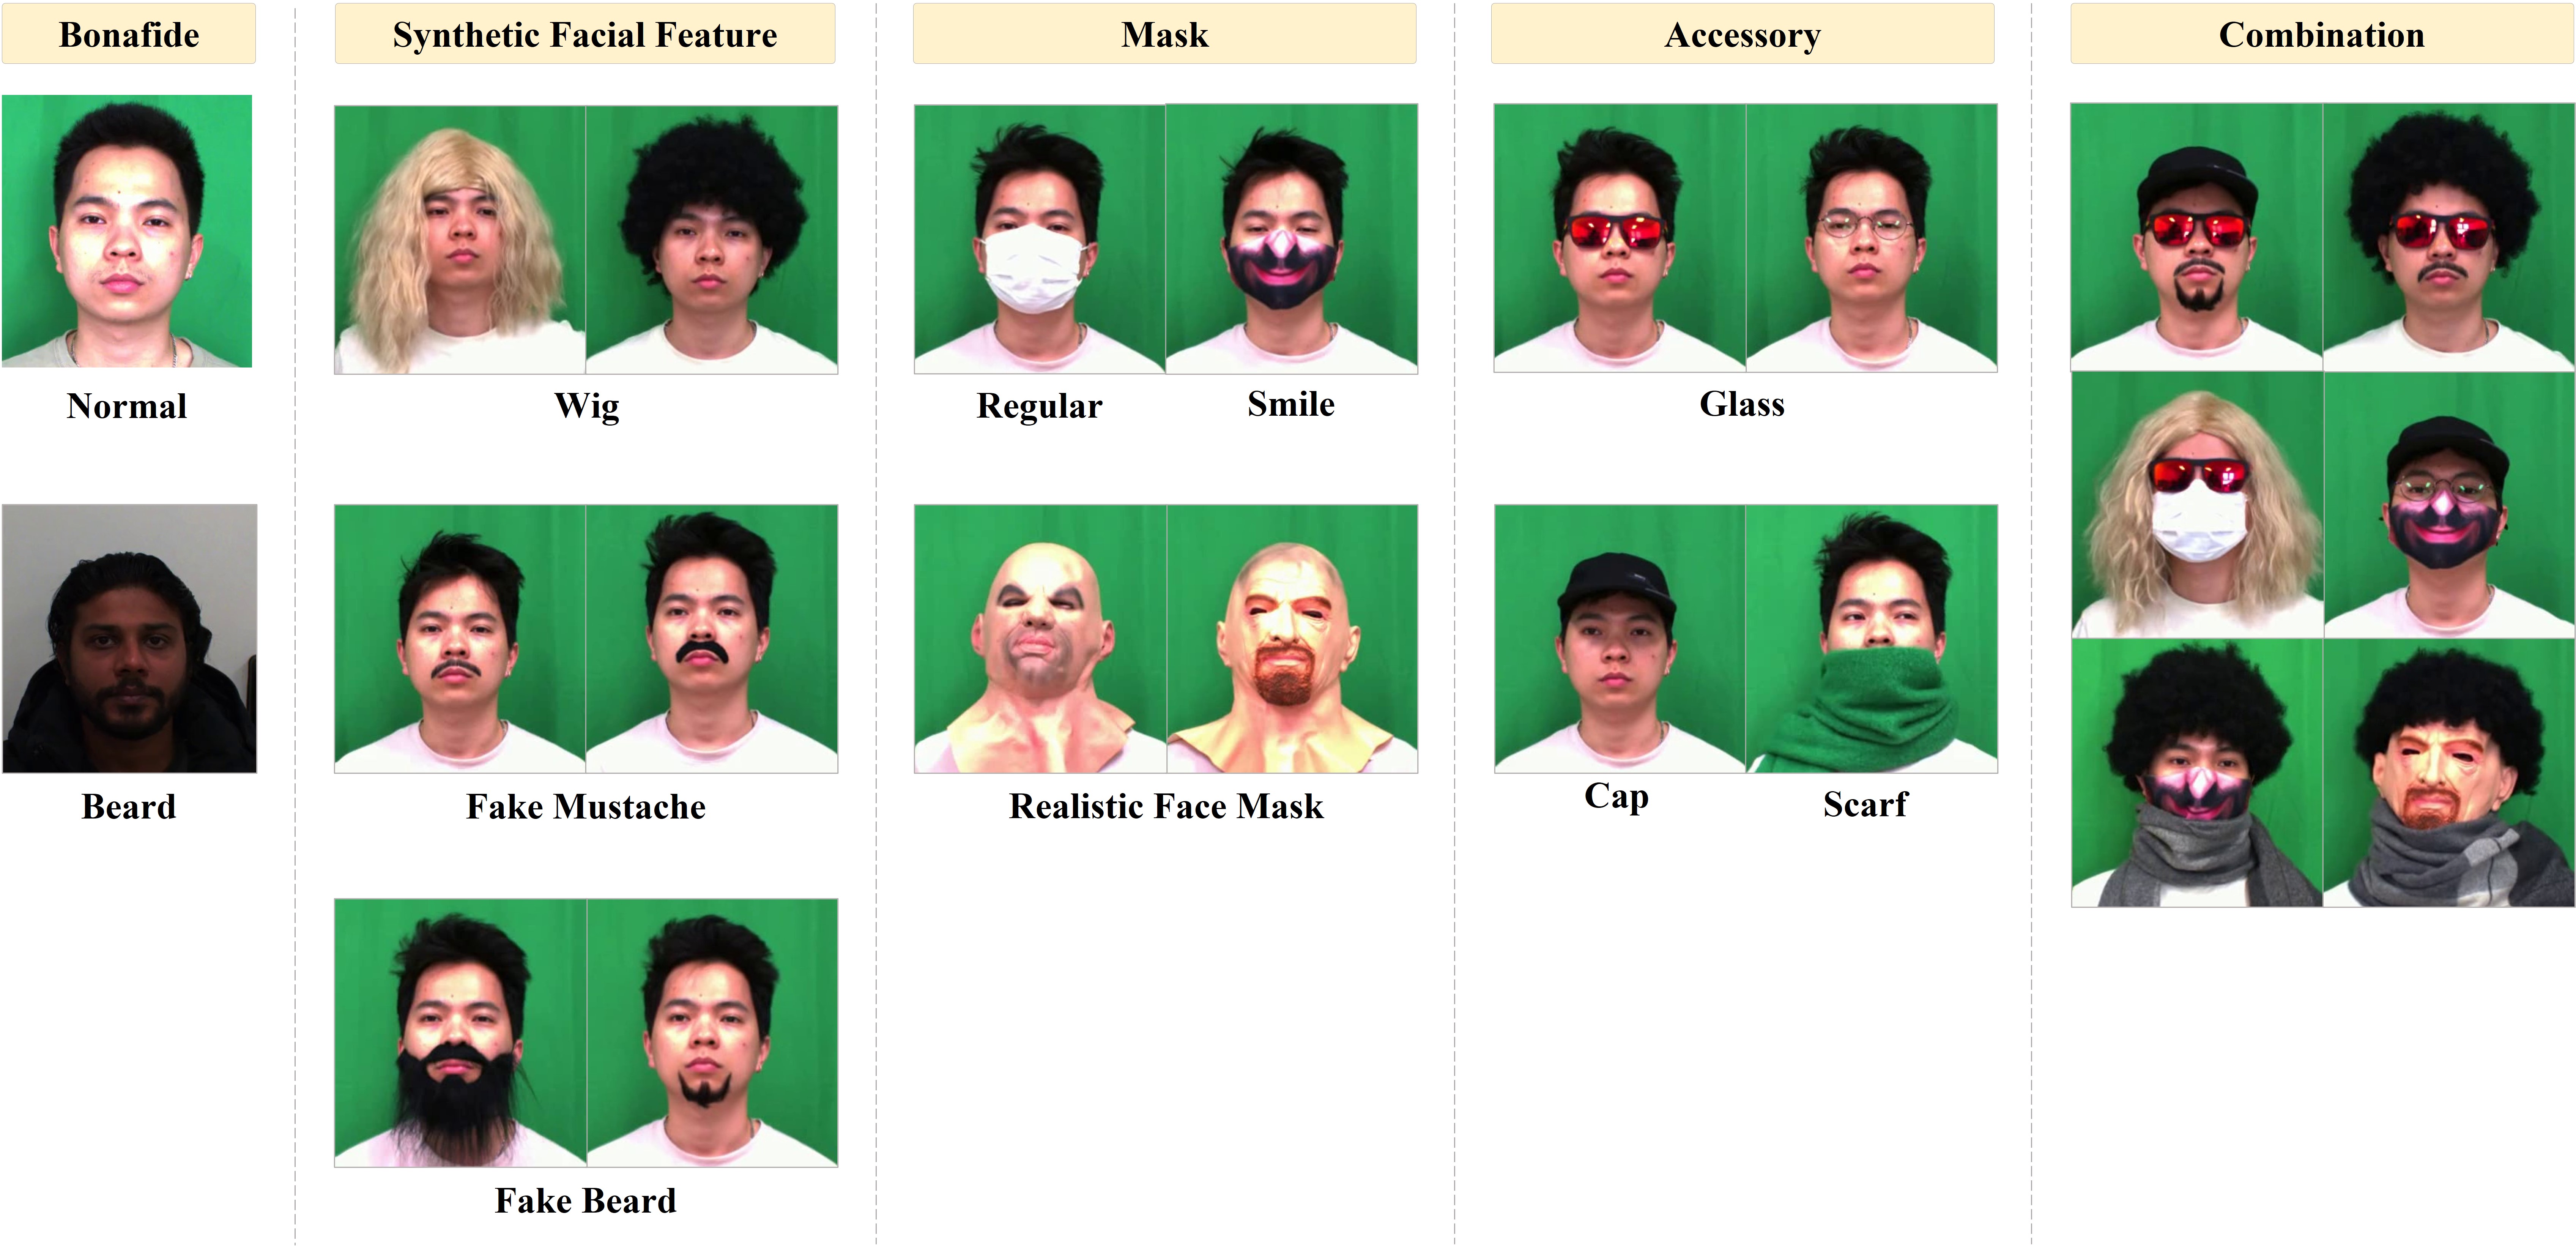 Bonafide
Synthetic Facial Feature
Mask
Accessory
Combination
Normal
Wig
Regular
Smile
Glass
Beard
Fake Mustache
Realistic Face Mask
Cap
Scarf
Fake Beard